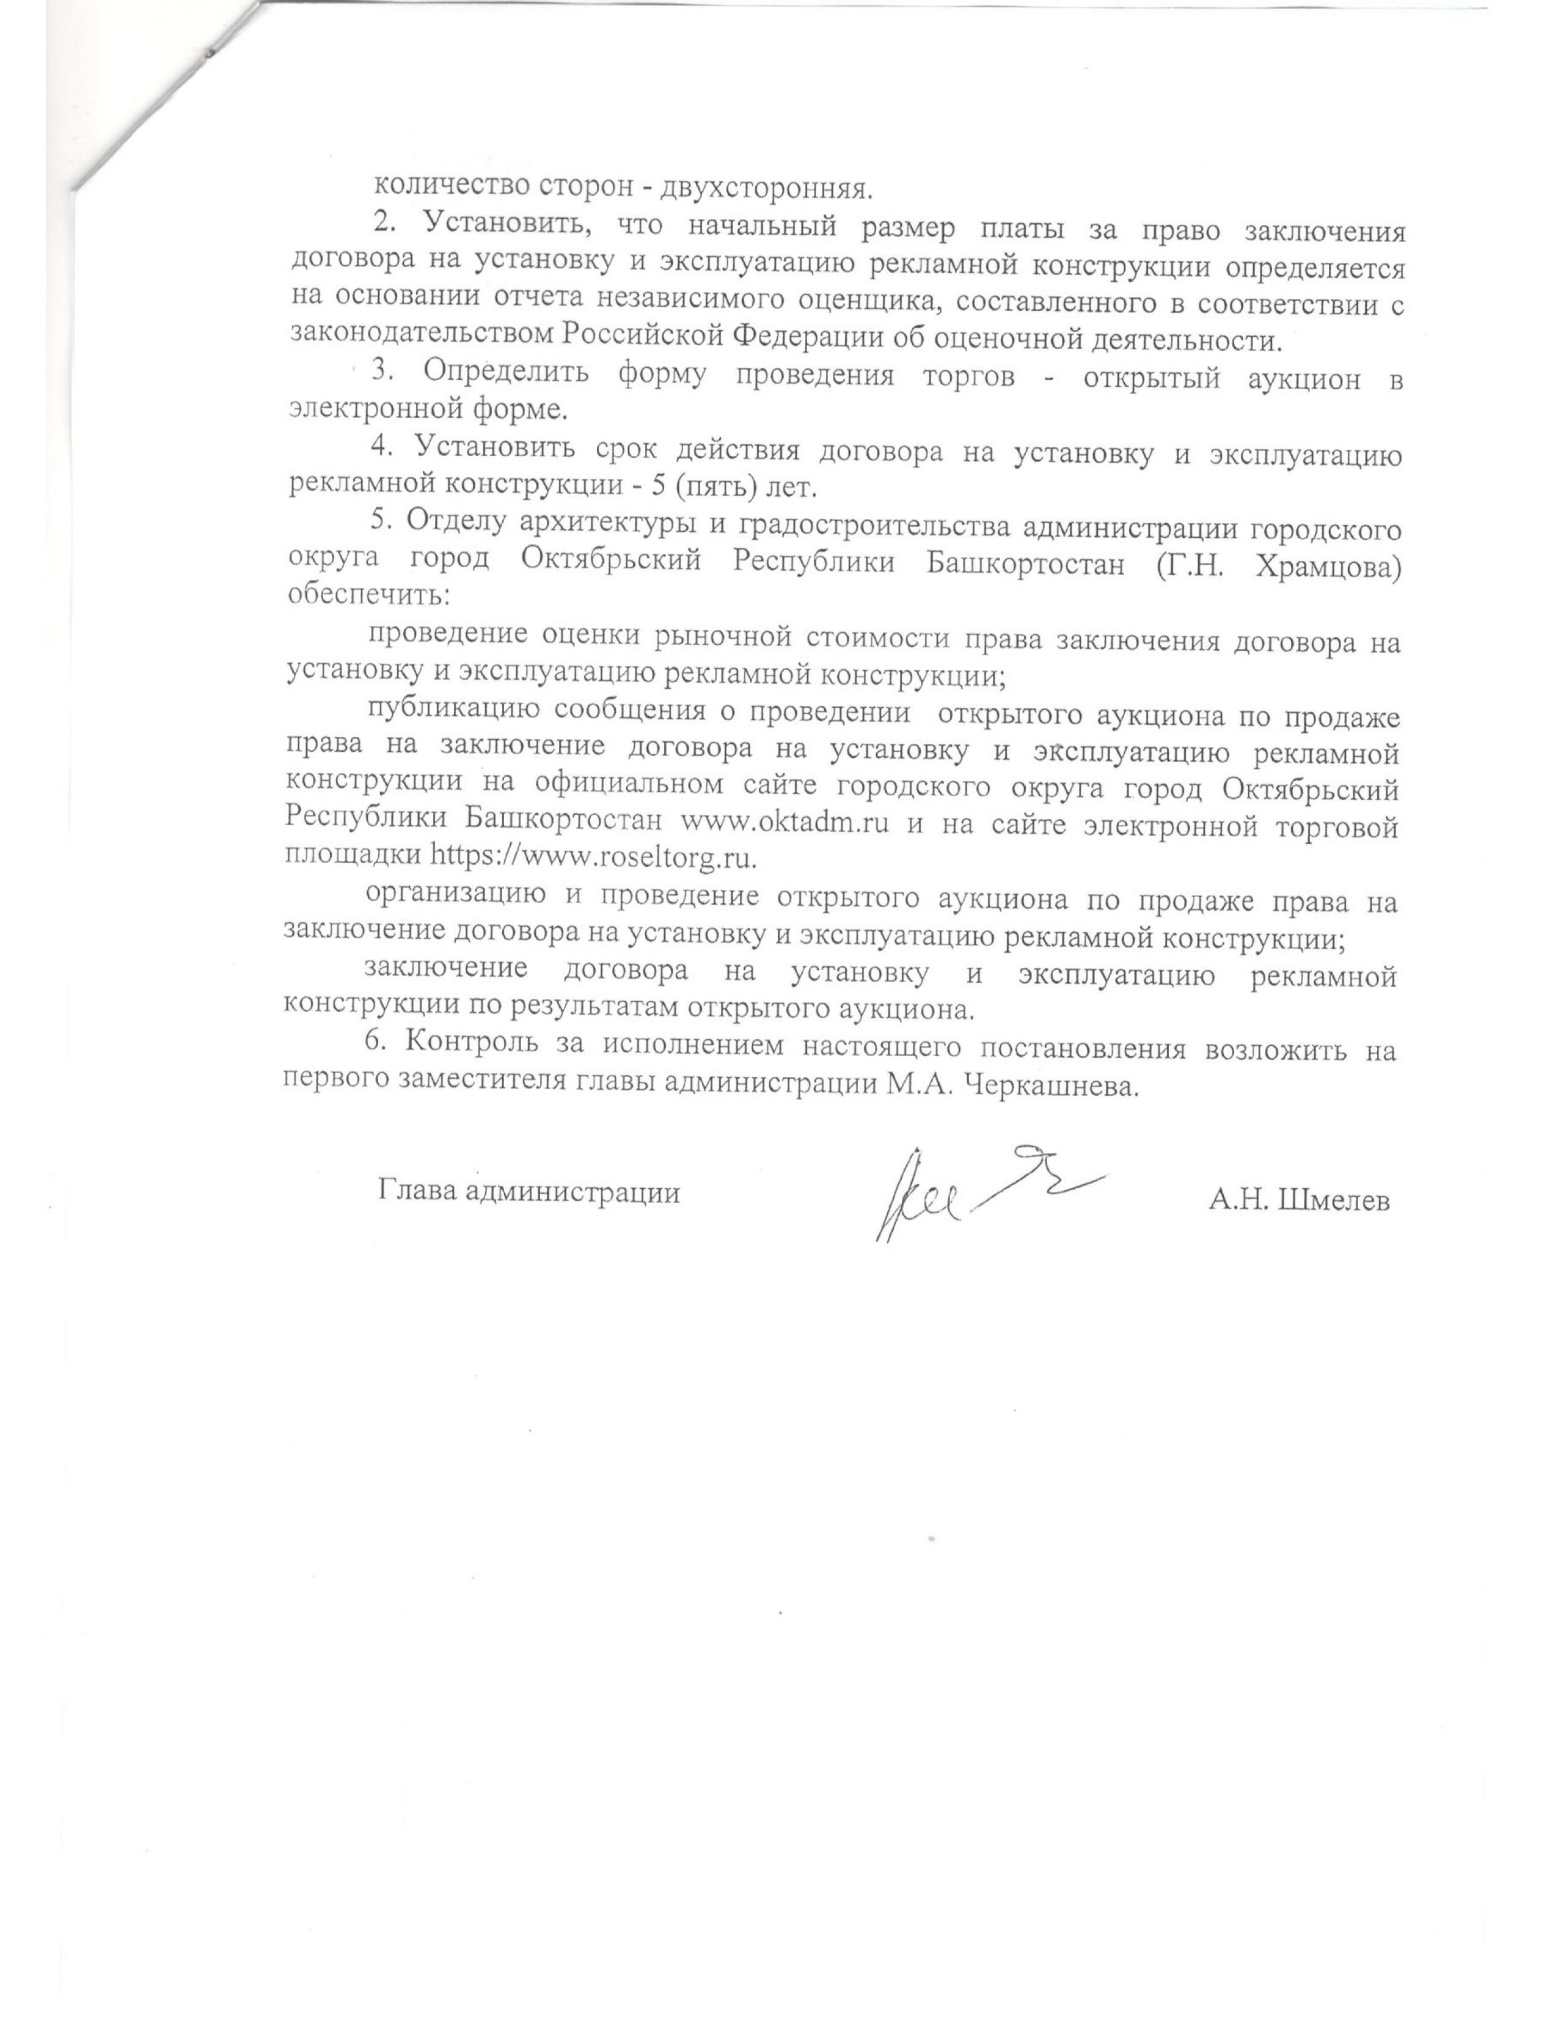 количество сторон - двухсторонняя.
2. Установить, что начальный размер платы за право заключения
договора на установку и эксплуатацию рекламной конструкции определяется
на основании отчета независимого оценщика, составленного в соответствии с
законодательством Российской Федерации об оценочной деятельности.
3. Определить форму проведения торгов - открытый аукцион в
электронной форме.
4. Установить срок действия договора на установку и эксплуатацию
рекламной конструкции - 5 (пять) лет.
5. Отделу архитектуры и градостроительства администрации городского
округа город Октябрьский Республики Башкортостан (Г.Н. Храмцова)
обеспечить:
проведение оценки рыночной стоимости права заключения договора на
установку и эксплуатацию рекламной конструкции;
публикацию сообщения о проведении открытого аукциона по продаже
права на заключение договора на установку и эксплуатацию рекламной
конструкции на официальном сайте городского округа город Октябрьский
Республики Башкортостан www.oktadm.ru и на сайте электронной торговой
площадки https://www.roseltorg.ru.
организацию и проведение открытого аукциона по продаже права на
заключение договора на установку и эксплуатацию рекламной конструкции;
заключение договора на установку и эксплуатацию рекламной
конструкции по результатам открытого аукциона.
6. Контроль за исполнением настоящего постановления возложить на
первого заместителя главы администрации М.А. Черкашнева.
Глава администрации А.Н. Шмелев